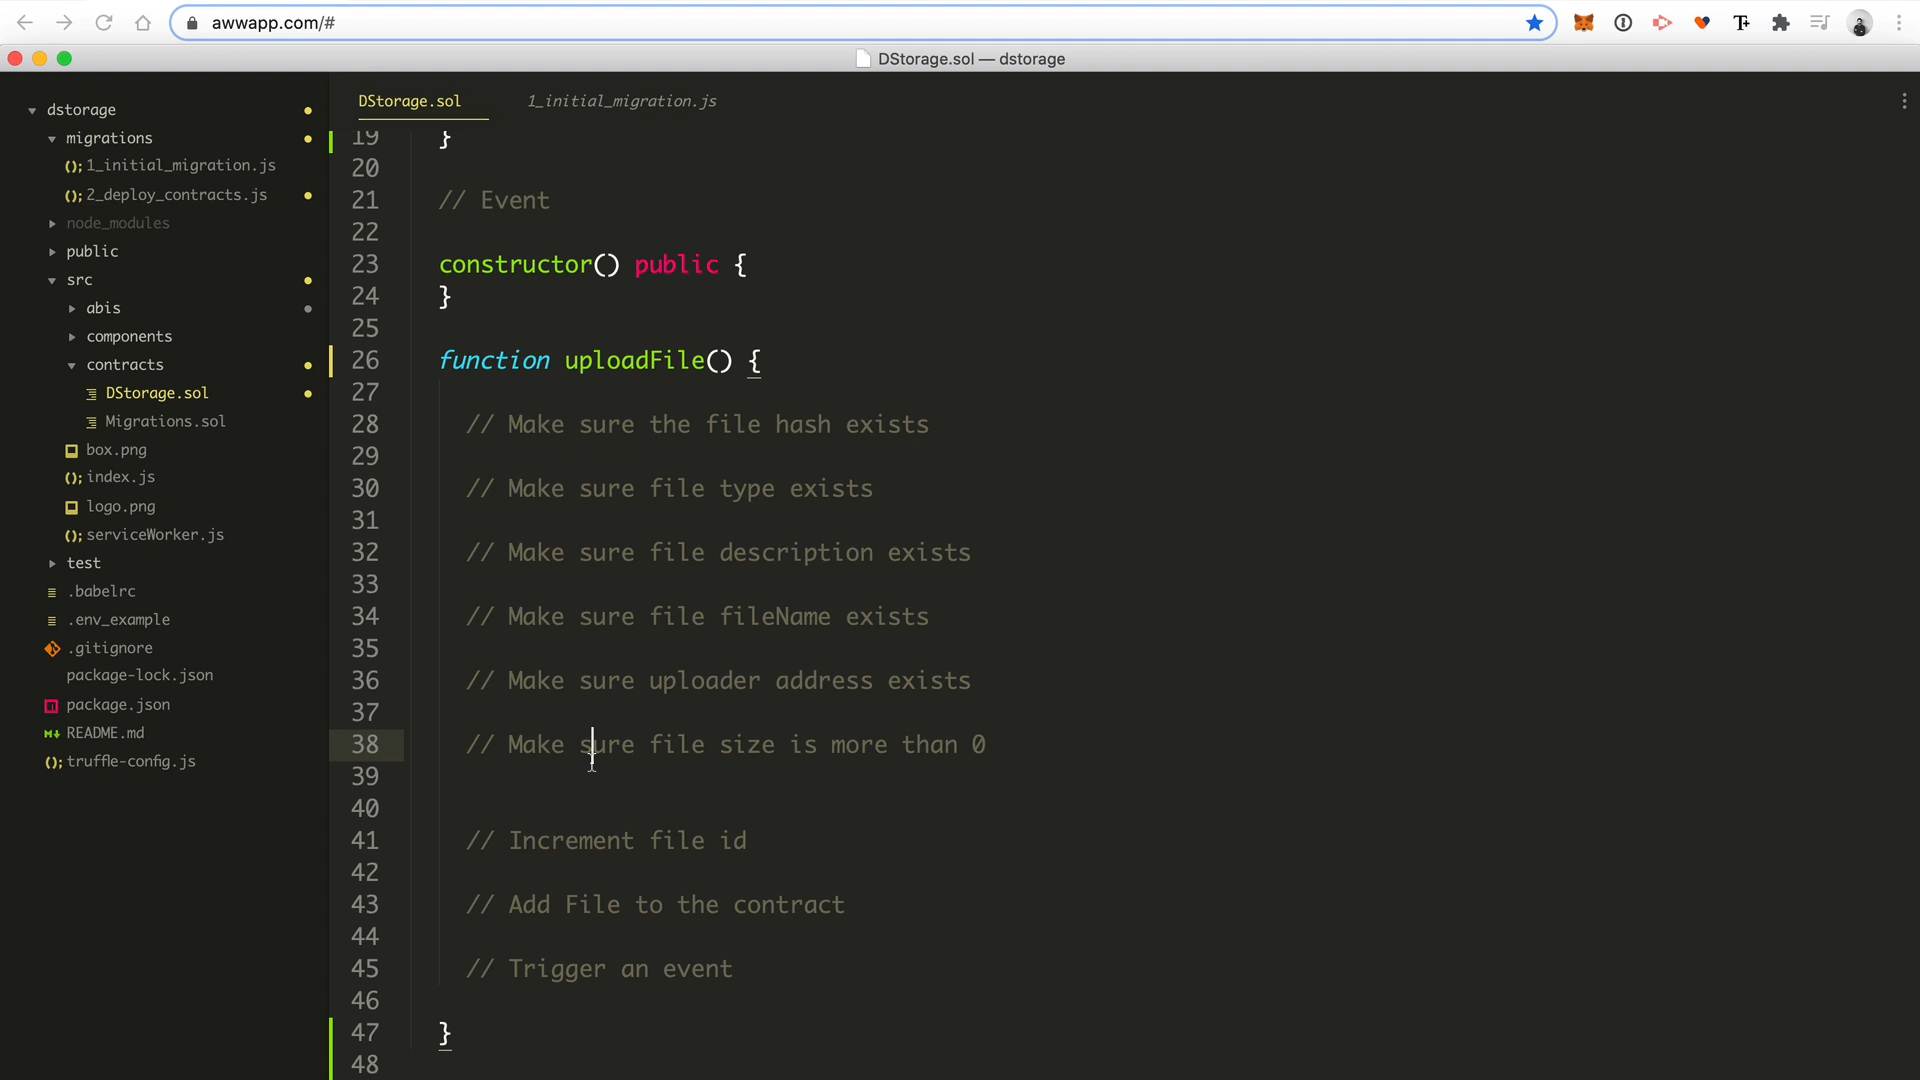 awwapp.com/#
DStorage.sol — dstorage
dstorage
migrations
(); 1_initial_migration.js
(); 2_deploy_contracts.js
node_modules
public
src
abis
components
contracts
DStorage.sol
Migrations.sol
box.png
(); index.js
logo.png
(); serviceWorker.js
test
.babelrc
.env_example
.gitignore
package-lock.json
package.json
README.md
(); truffle-config.js
DStorage.sol 1_initial_migration.js
19 }
20
21 // Event
22
23 constructor() public {
24 }
25
26 function uploadFile() {
27
28 // Make sure the file hash exists
29
30 // Make sure file type exists
31
32 // Make sure file description exists
33
34 // Make sure file fileName exists
35
36 // Make sure uploader address exists
37
38 // Make sure file size is more than 0
39
40
41 // Increment file id
42
43 // Add File to the contract
44
45 // Trigger an event
46
47 }
48